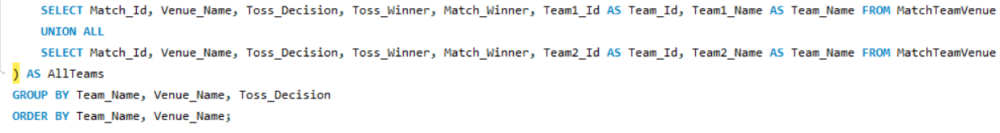 SELECT Match_Id, Venue_Name, Toss_Decision, Toss_Winner, Match_Winner, Team1_Id AS Team_Id, Team1_Name AS Team_Name FROM MatchTeamVenue
UNION ALL
SELECT Match_Id, Venue_Name, Toss_Decision, Toss_Winner, Match_Winner, Team2_Id AS Team_Id, Team2_Name AS Team_Name FROM MatchTeamVenue
) AS AllTeams
GROUP BY Team_Name, Venue_Name, Toss_Decision
ORDER BY Team_Name, Venue_Name;